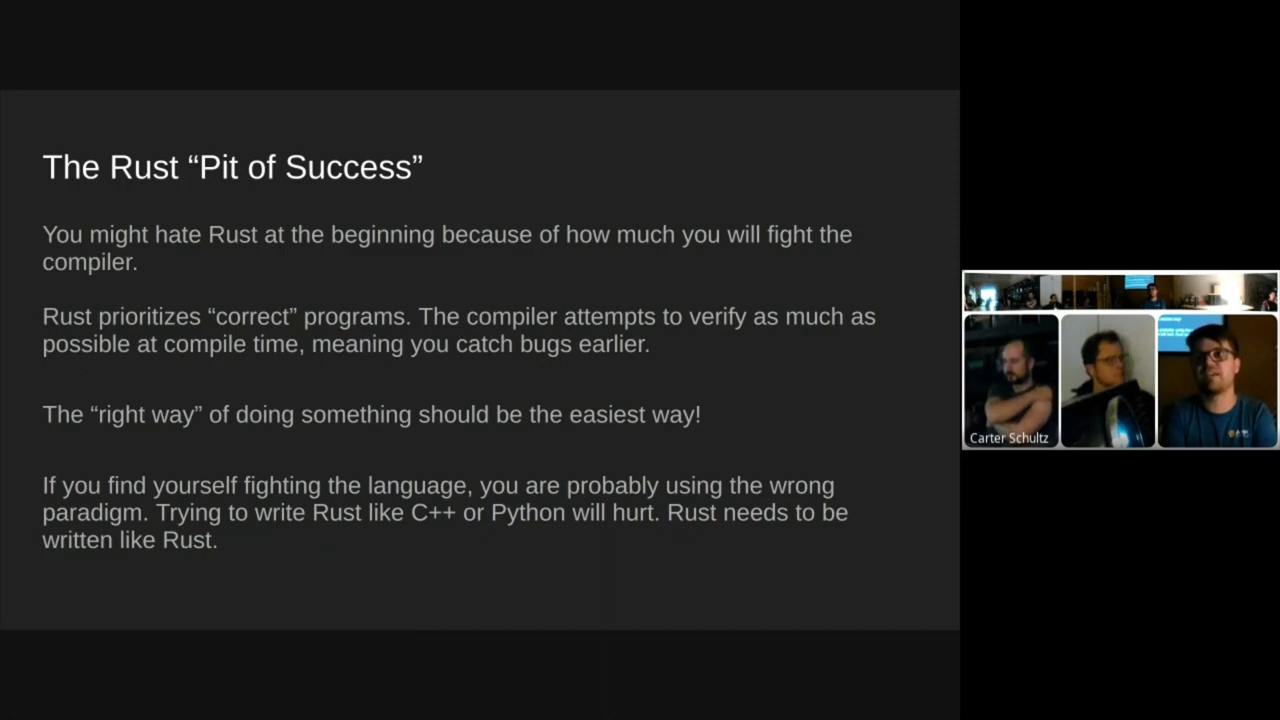 The Rust “Pit of Success”
You might hate Rust at the beginning because of how much you will fight the
compiler.
Rust prioritizes “correct” programs. The compiler attempts to verify as much as
possible at compile time, meaning you catch bugs earlier.
The “right way” of doing something should be the easiest way!
If you find yourself fighting the language, you are probably using the wrong
paradigm. Trying to write Rust like C++ or Python will hurt. Rust needs to be
written like Rust.
Carter Schultz